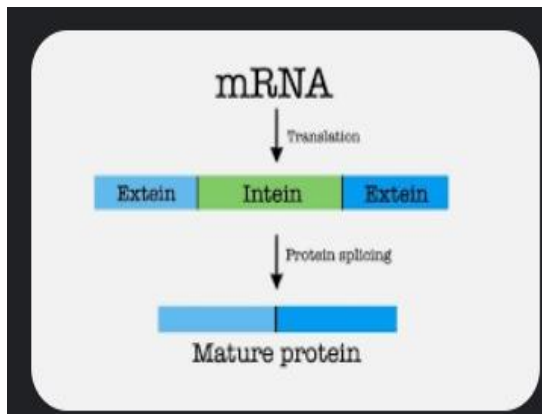 mRNA
Translation
Extein Intein Extein
Protein splicing
Mature protein